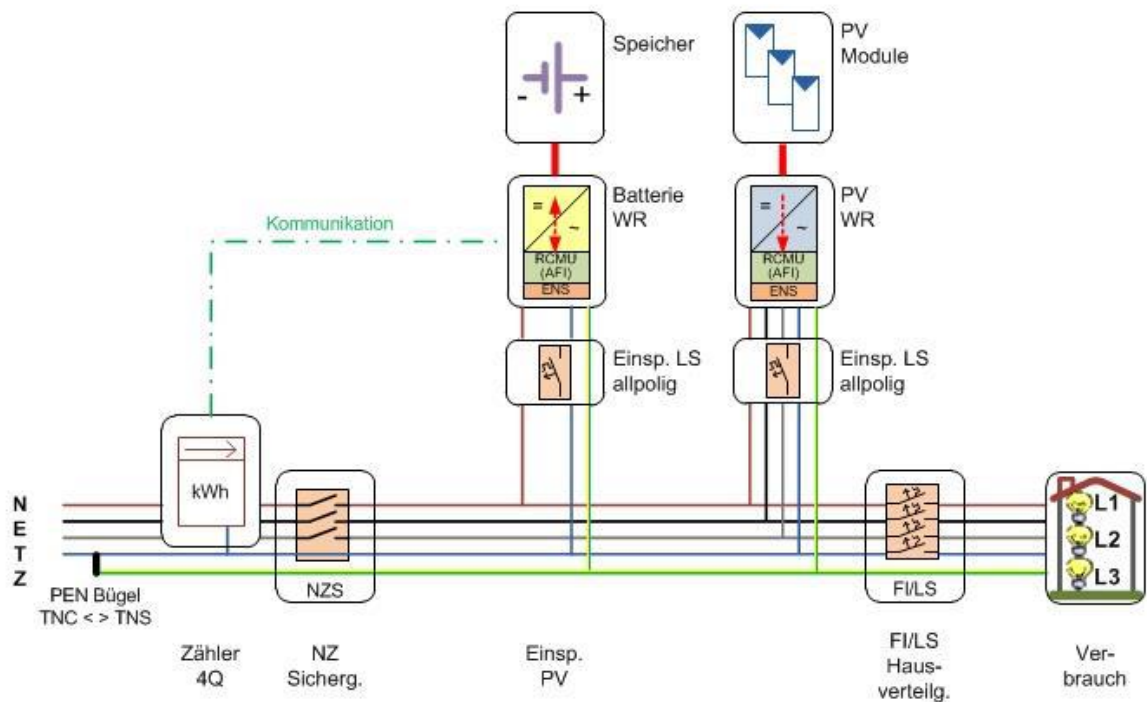 Speicher
- +
PV
Module
Kommunikation
= ~
RCMU
(AFI)
ENS
Batterie
WR
= ~
RCMU
(AFI)
ENS
PV
WR
Einsp. LS
allpolig
Einsp. LS
allpolig
kWh
N
E
T
Z
NZS
FI/LS
L1
L2
L3
PEN Bügel
TNC < > TNS
Zähler
4Q
NZ
Sicherg.
Einsp.
PV
FI/LS
Haus-
verteilg.
Ver-
brauch